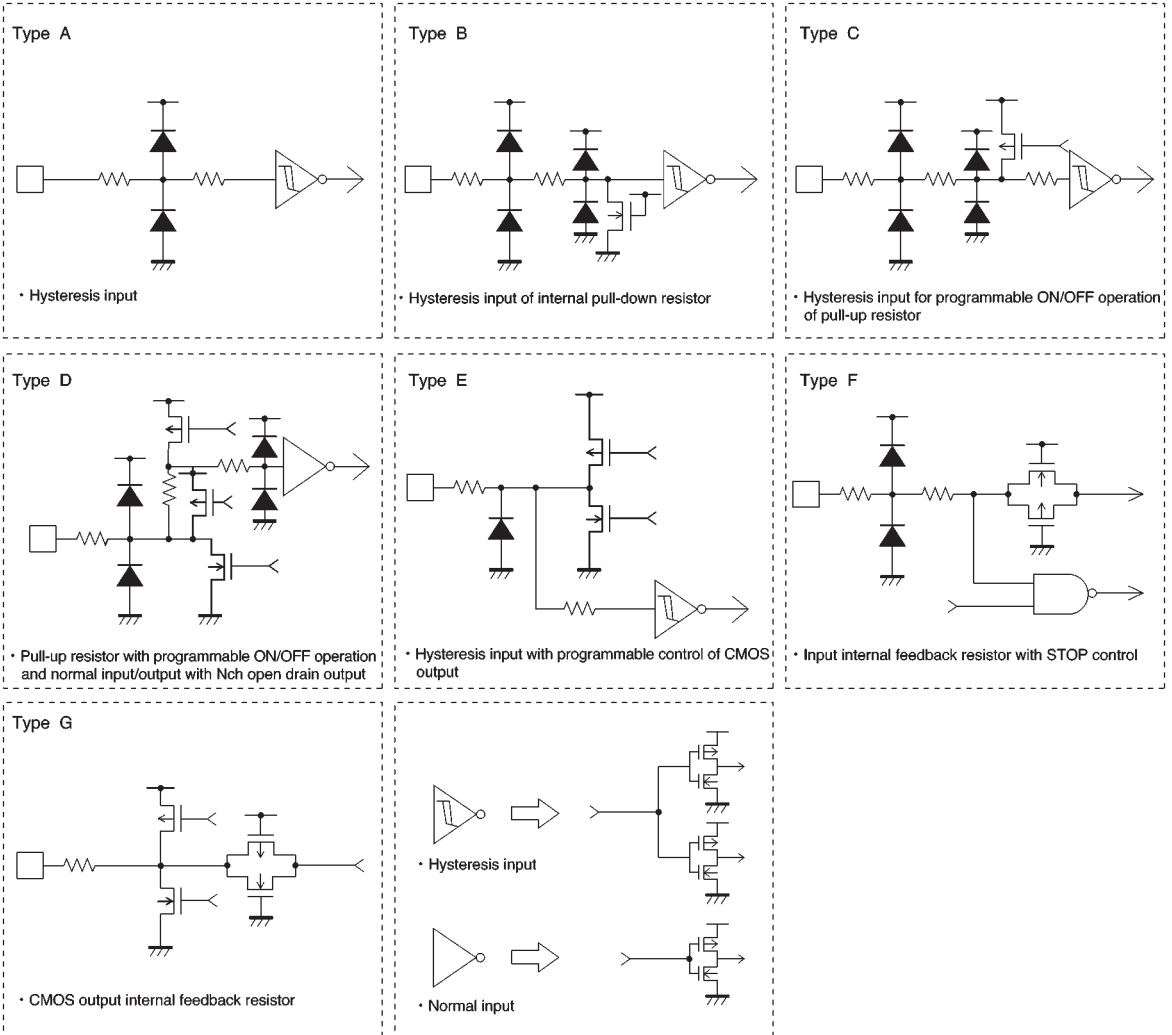 Type A
・Hysteresis input
Type B
・Hysteresis input of internal pull-down resistor
Type C
・Hysteresis input for programmable ON/OFF operation
of pull-up resistor
Type D
・Pull-up resistor with programmable ON/OFF operation
and normal input/output with Nch open drain output
Type E
・Hysteresis input with programmable control of CMOS
output
Type F
・Input internal feedback resistor with STOP control
Type G
・CMOS output internal feedback resistor
・Hysteresis input
・Normal input